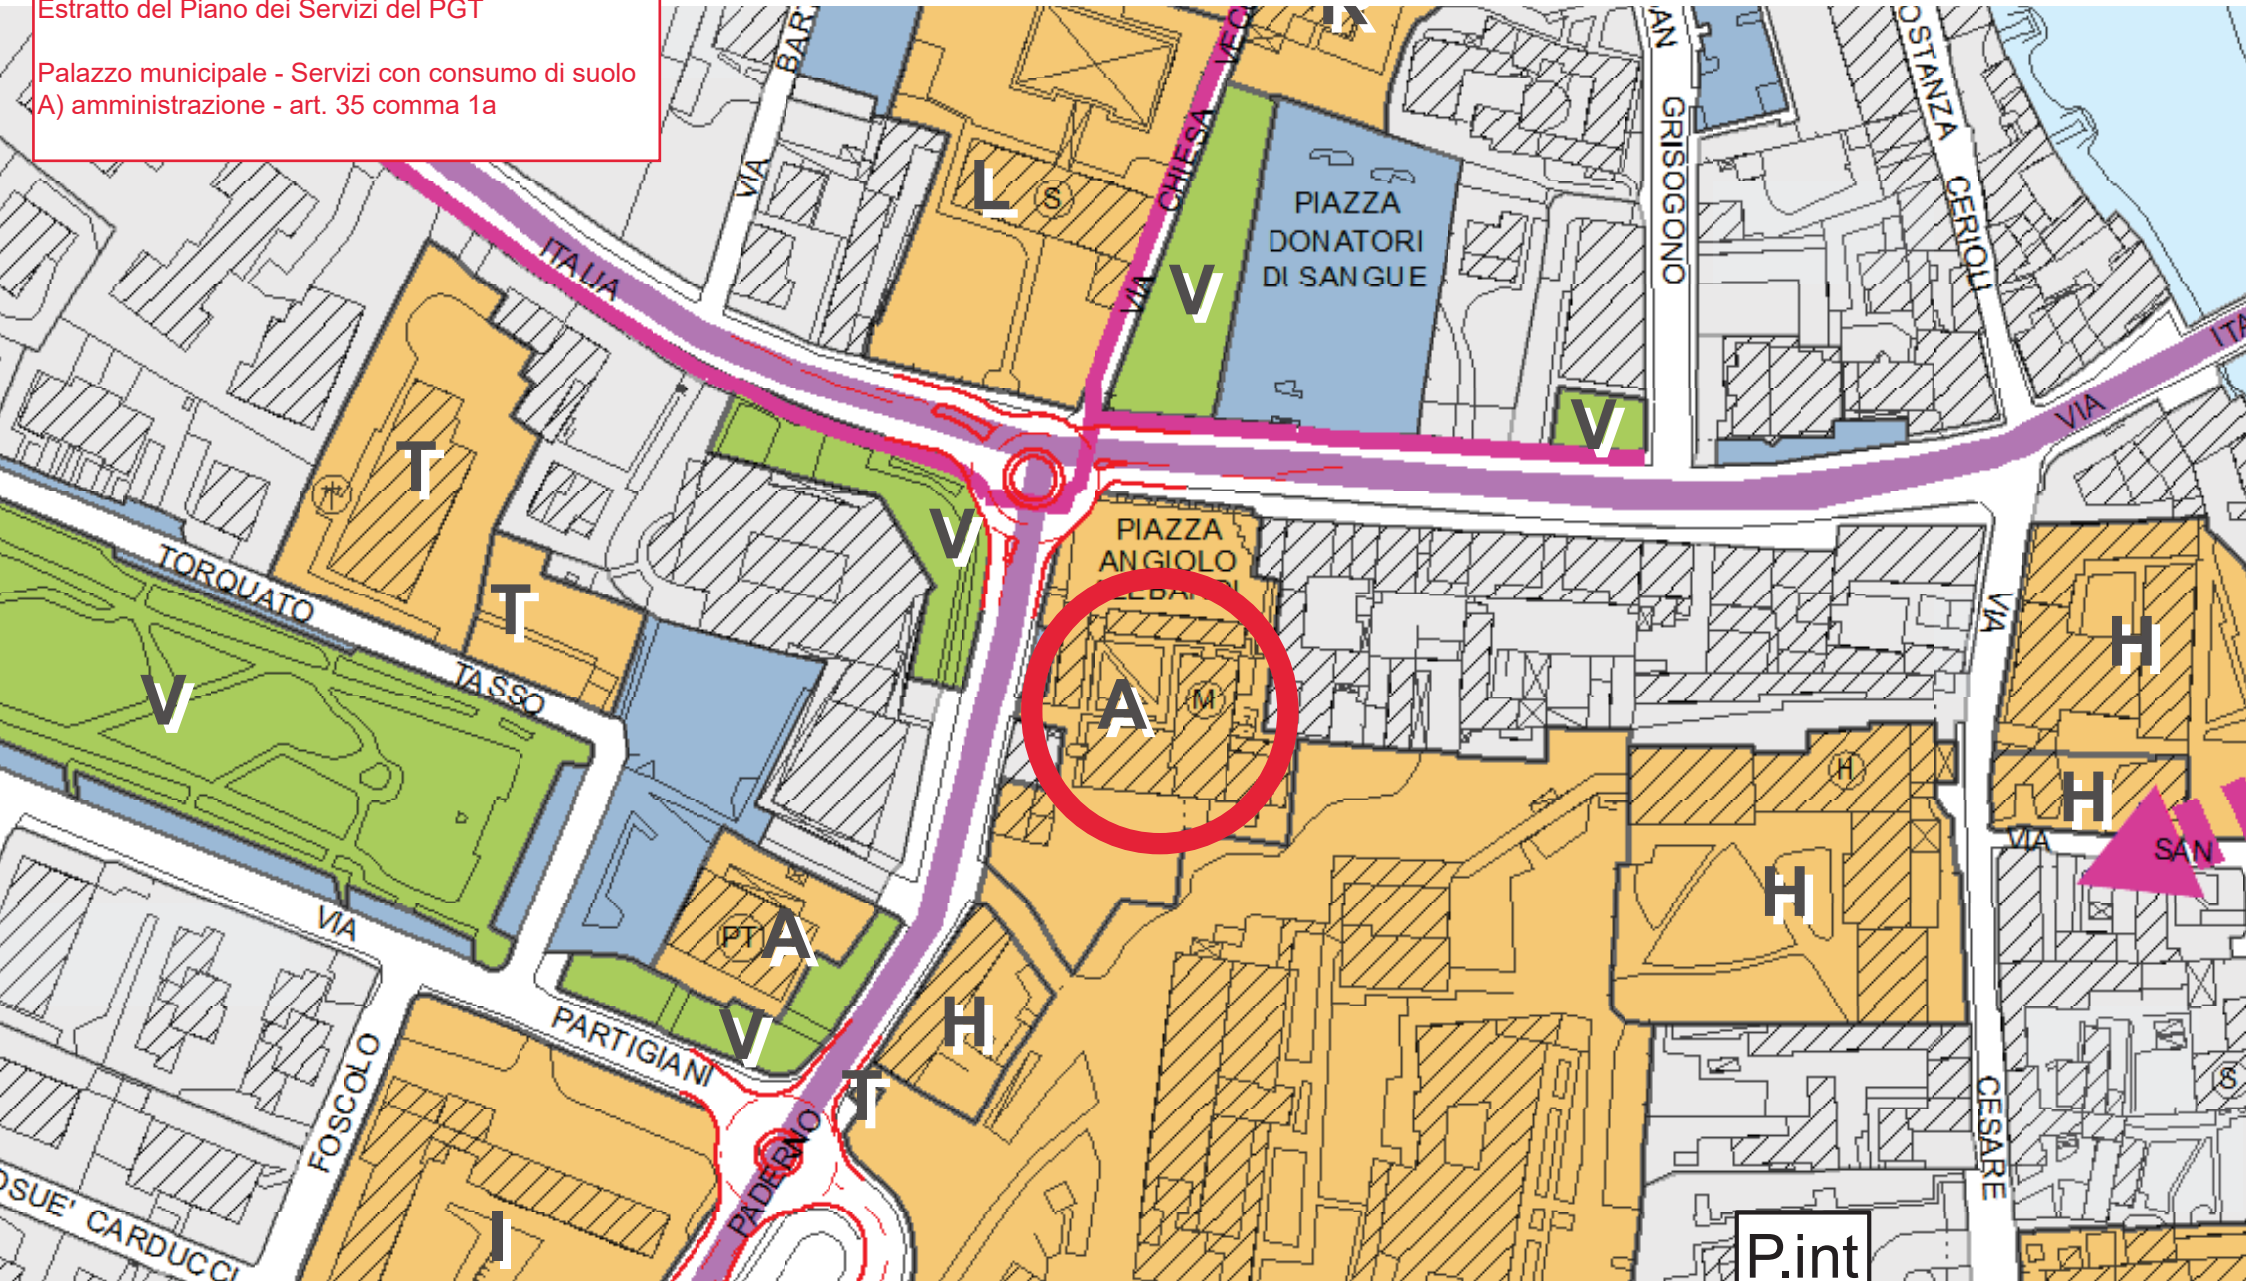 Estratto del Piano dei Servizi del PGT
Palazzo municipale - Servizi con consumo di suolo
A) amministrazione - art. 35 comma 1a
VIA
ITALIA
L
S
VIA
CHIESA
V
PIAZZA
DONATORI
DI SANGUE
GRISOGONO
CERIOLI
VIA
V
T
T
V
V
TORQUATO
TASSO
PIAZZA
ANGIOLO
A
M
VIA
H
H
H
H
VIA
SAN
VIA
PARTIGIANI
PT
A
V
H
T
FOSCOLO
PADERNO
CESARE
S
I
CARDUCCI
P.int